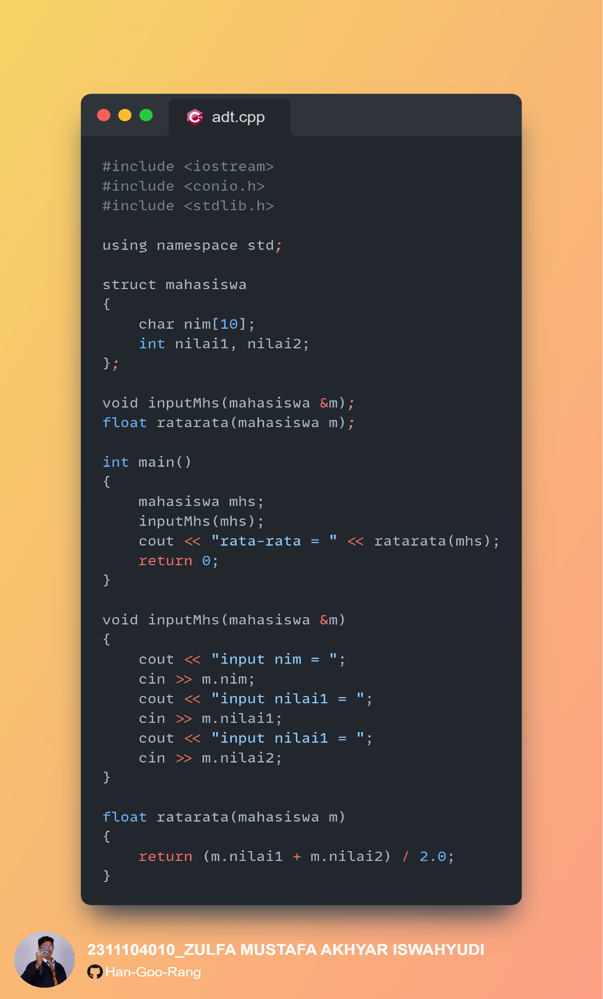 adt.cpp
#include <iostream>
#include <conio.h>
#include <stdlib.h>

using namespace std;

struct mahasiswa
{
    char nim[10];
    int nilai1, nilai2;
};

void inputMhs(mahasiswa &m);
float ratarata(mahasiswa m);

int main()
{
    mahasiswa mhs;
    inputMhs(mhs);
    cout << "rata-rata = " << ratarata(mhs);
    return 0;
}

void inputMhs(mahasiswa &m)
{
    cout << "input nim = ";
    cin >> m.nim;
    cout << "input nilai1 = ";
    cin >> m.nilai1;
    cout << "input nilai1 = ";
    cin >> m.nilai2;
}

float ratarata(mahasiswa m)
{
    return (m.nilai1 + m.nilai2) / 2.0;
}
2311104010_ZULFA MUSTAFA AKHYAR ISWAHYUDI
Han-Goo-Rang